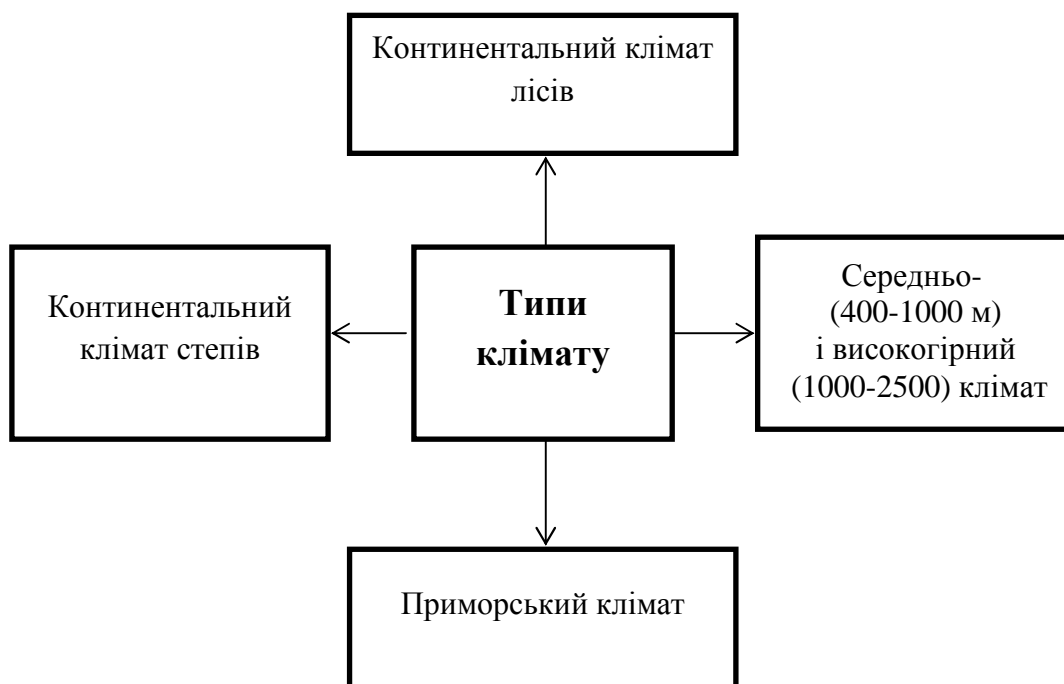 Континентальний клімат
лісів
Континентальний
клімат степів
Типи
клімату
Середньо-
(400-1000 м)
і високогірний
(1000-2500) клімат
Приморський клімат